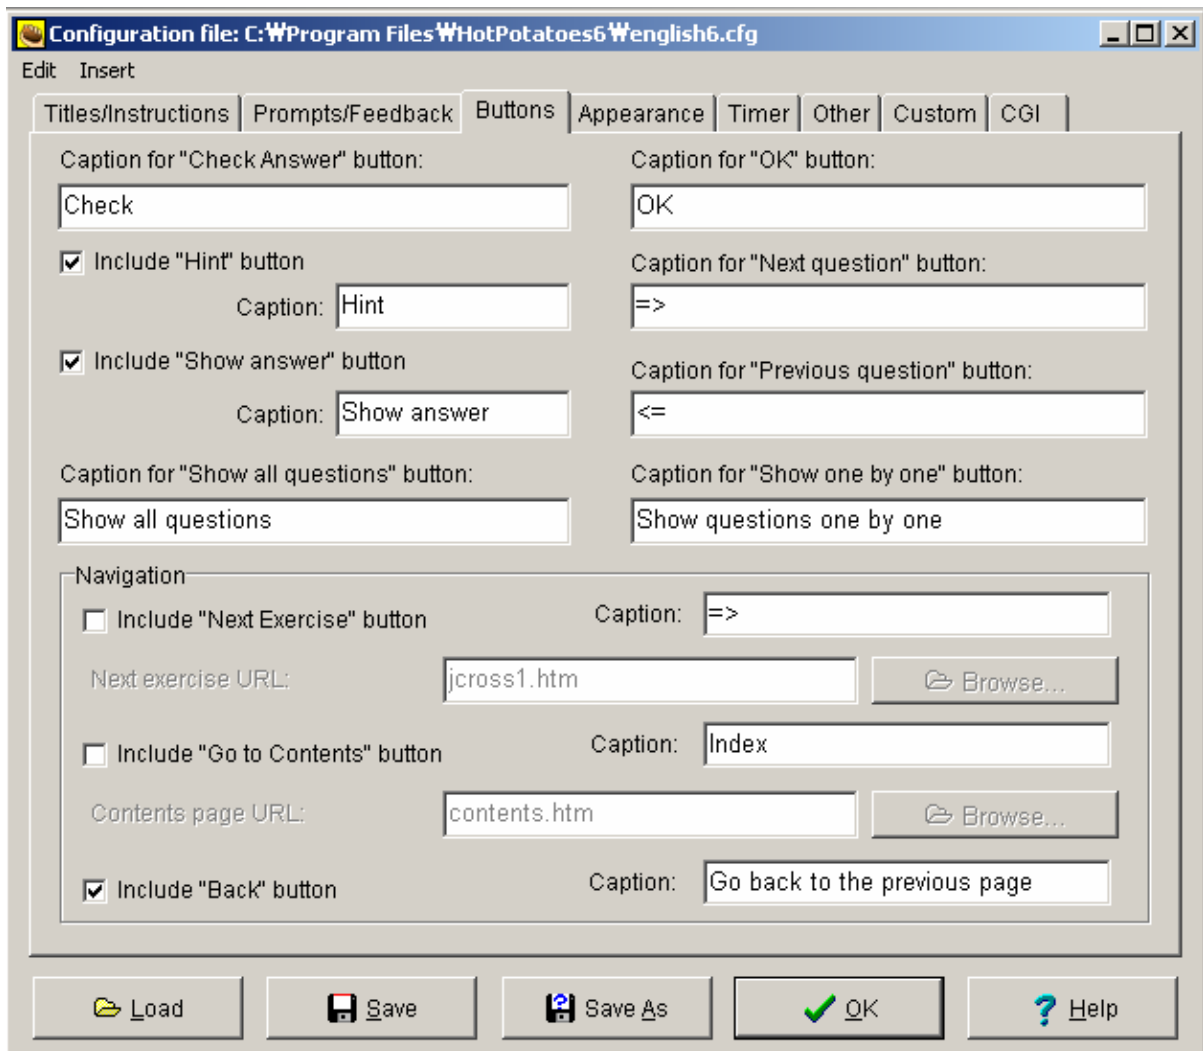 Configuration file: C:₩Program Files₩HotPotatoes6₩english6.cfg
Edit Insert
Titles/Instructions Prompts/Feedback Buttons Appearance Timer Other Custom CGI
Caption for "Check Answer" button: Caption for "OK" button:
Check OK
Include "Hint" button Caption for "Next question" button:
Caption: Hint =>
Include "Show answer" button Caption for "Previous question" button:
Caption: Show answer <=
Caption for "Show all questions" button: Caption for "Show one by one" button:
Show all questions Show questions one by one
Navigation
Include "Next Exercise" button Caption: =>
Next exercise URL: jcross1.htm Browse...
Include "Go to Contents" button Caption: Index
Contents page URL: contents.htm Browse...
Include "Back" button Caption: Go back to the previous page
Load Save Save As OK Help